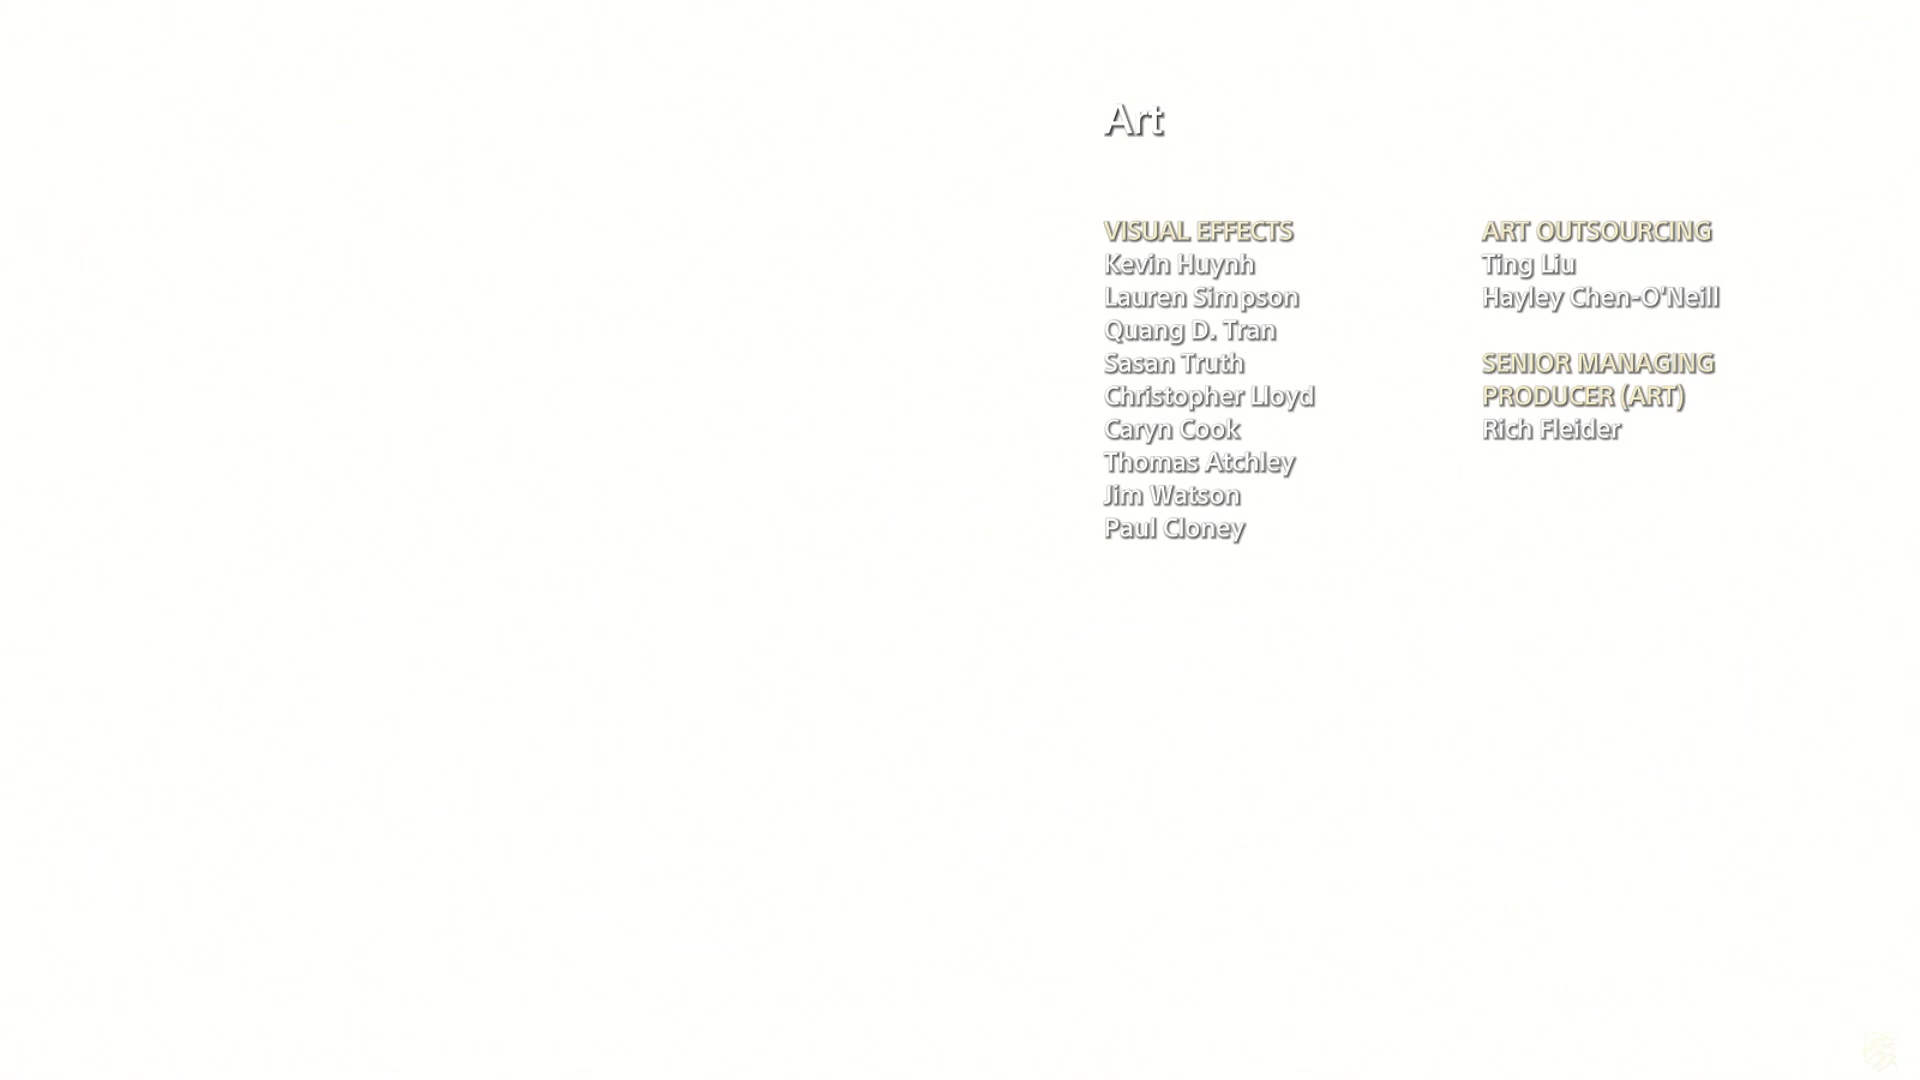 Art
VISUAL EFFECTS
Kevin Huynh
Lauren Simpson
Quang D. Tran
Sasan Truth
Christopher Lloyd
Caryn Cook
Thomas Atchley
Jim Watson
Paul Cloney
ART OUTSOURCING
Ting Liu
Hayley Chen-O'Neill
SENIOR MANAGING
PRODUCER (ART)
Rich Fleider